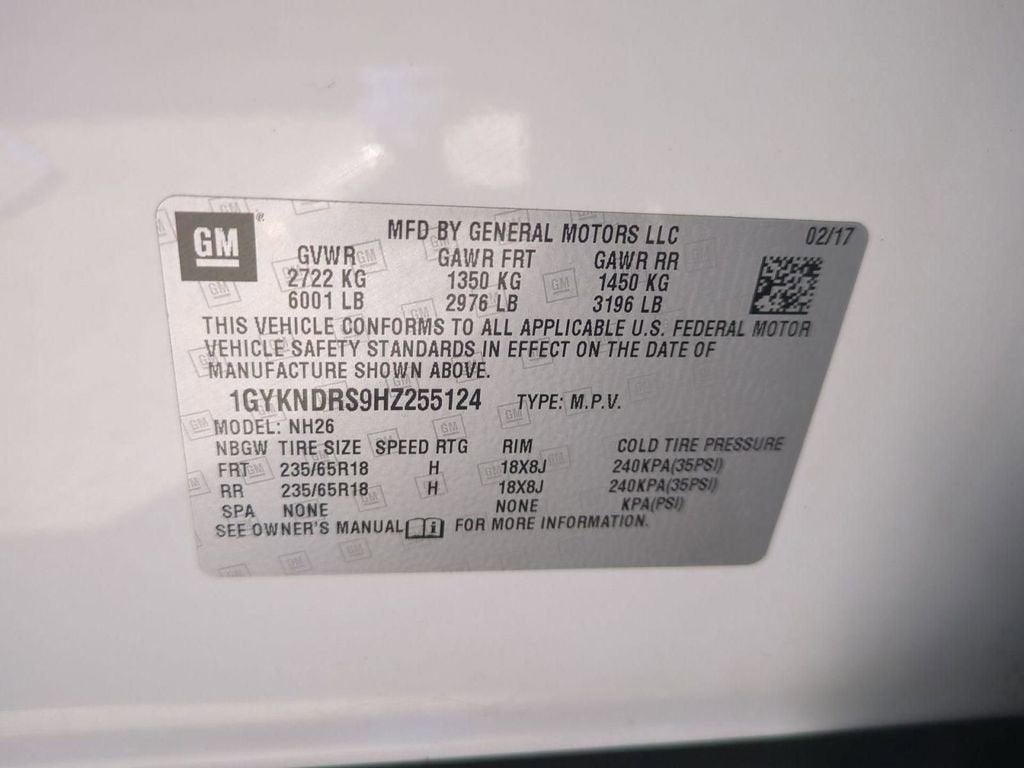 GM ® MFD BY GENERAL MOTORS LLC 02/17
GVWR GAWR FRT GAWR RR
2722 KG 1350 KG 1450 KG
6001 LB 2976 LB 3196 LB
THIS VEHICLE CONFORMS TO ALL APPLICABLE U.S. FEDERAL MOTOR
VEHICLE SAFETY STANDARDS IN EFFECT ON THE DATE OF
MANUFACTURE SHOWN ABOVE.
1GYKNDRS9HZ255124 TYPE: M.P.V.
MODEL: NH26
NBGW TIRE SIZE SPEED RTG RIM COLD TIRE PRESSURE
FRT 235/65R18 H 18X8J 240KPA(35PSI)
RR 235/65R18 H 18X8J 240KPA(35PSI)
SPA NONE NONE KPA(PSI)
SEE OWNER'S MANUAL FOR MORE INFORMATION.